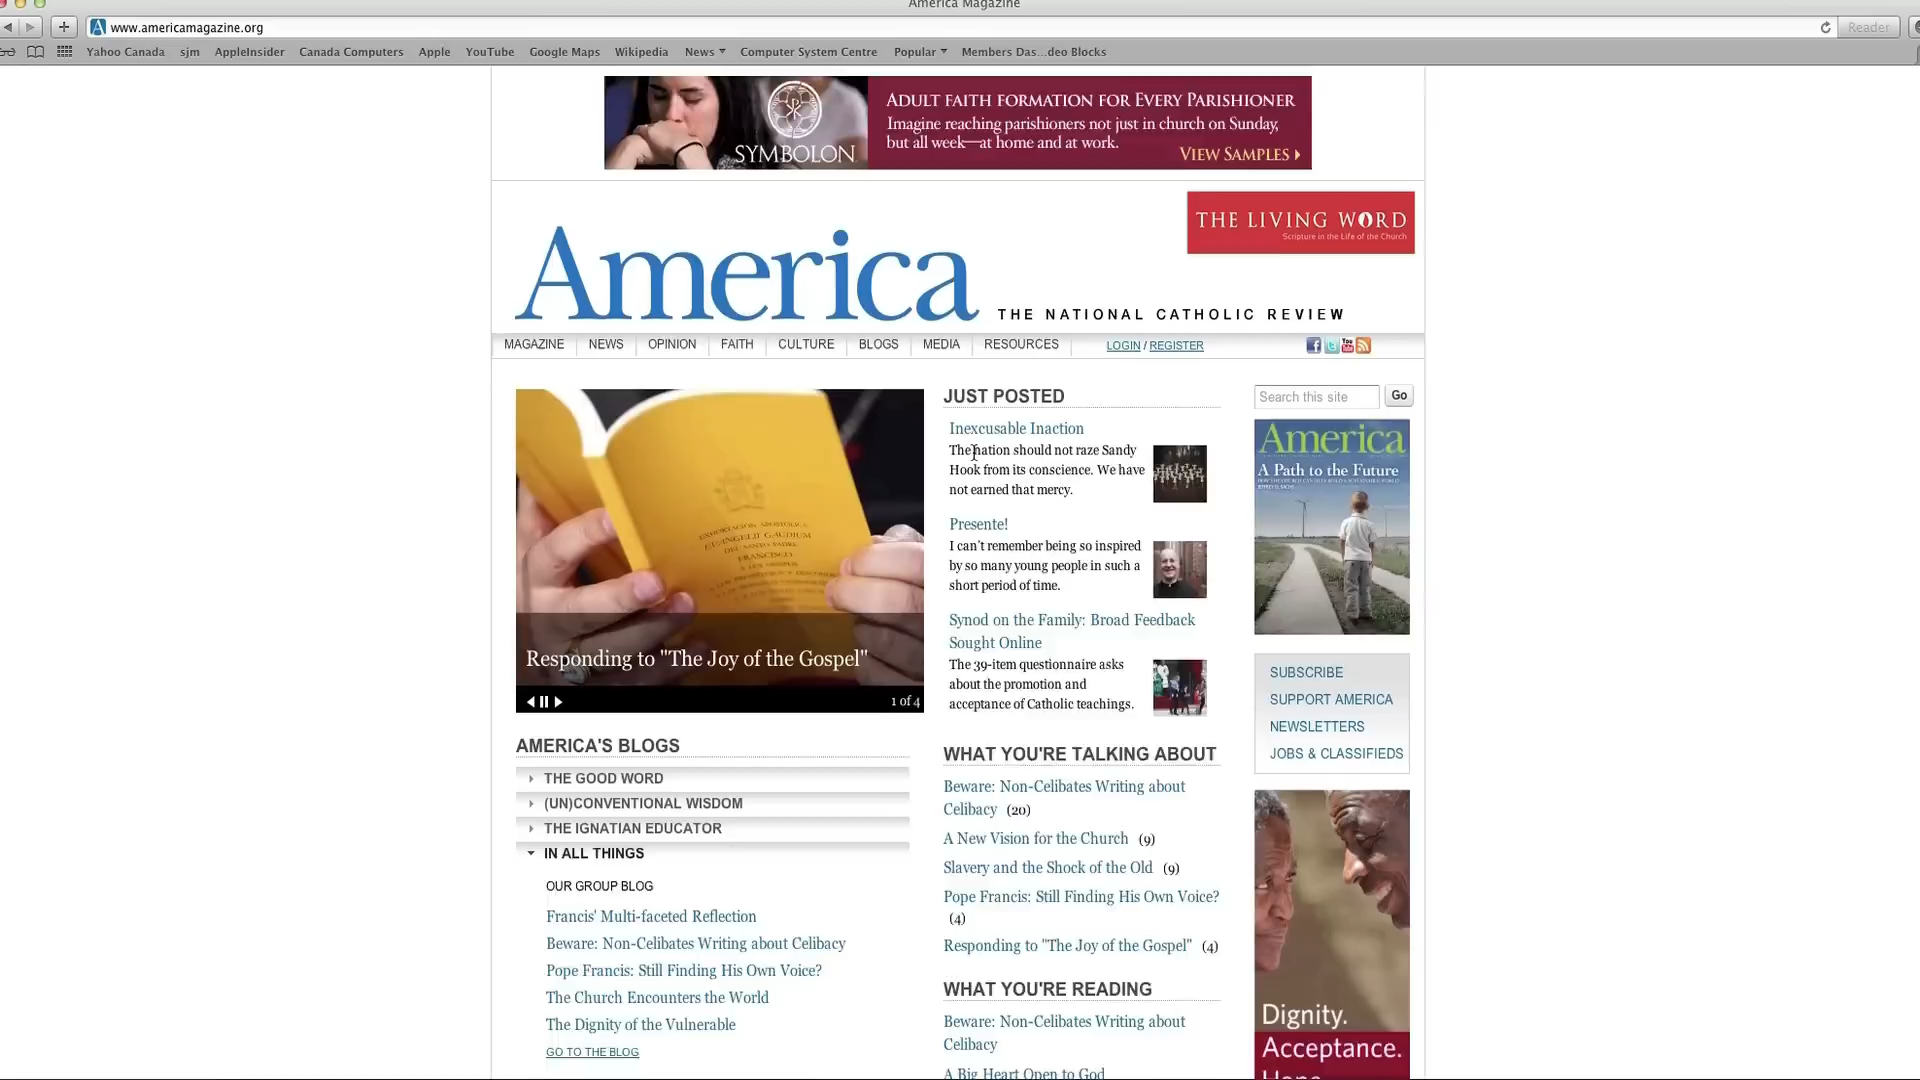 America Magazine
www.americamagazine.org
Reader
Yahoo Canada sjm AppleInsider Canada Computers Apple YouTube Google Maps Wikipedia News Computer System Centre Popular Members Das...deo Blocks
ADULT FAITH FORMATION FOR EVERY PARISHIONER
Imagine reaching parishioners not just in church on Sunday,
but all week—at home and at work.
VIEW SAMPLES
SYMBOLON
THE LIVING WORD
Scripture in the Life of the Church
America
THE NATIONAL CATHOLIC REVIEW
MAGAZINE NEWS OPINION FAITH CULTURE BLOGS MEDIA RESOURCES LOGIN / REGISTER
EXHORTACIÓN APOSTÓLICA
EVANGELII GAUDIUM
DEL SANTO PADRE
FRANCISCO
Responding to "The Joy of the Gospel"
1 of 4
AMERICA'S BLOGS
THE GOOD WORD
(UN)CONVENTIONAL WISDOM
THE IGNATIAN EDUCATOR
IN ALL THINGS
OUR GROUP BLOG
Francis' Multi-faceted Reflection
Beware: Non-Celibates Writing about Celibacy
Pope Francis: Still Finding His Own Voice?
The Church Encounters the World
The Dignity of the Vulnerable
GO TO THE BLOG
JUST POSTED
Inexcusable Inaction
The nation should not raze Sandy
Hook from its conscience. We have
not earned that mercy.
Presente!
I can't remember being so inspired
by so many young people in such a
short period of time.
Synod on the Family: Broad Feedback
Sought Online
The 39-item questionnaire asks
about the promotion and
acceptance of Catholic teachings.
WHAT YOU'RE TALKING ABOUT
Beware: Non-Celibates Writing about
Celibacy (20)
A New Vision for the Church (9)
Slavery and the Shock of the Old (9)
Pope Francis: Still Finding His Own Voice?
(4)
Responding to "The Joy of the Gospel" (4)
WHAT YOU'RE READING
Beware: Non-Celibates Writing about
Celibacy
A Big Heart Open to God
Search this site Go
America
A Path to the Future
SUBSCRIBE
SUPPORT AMERICA
NEWSLETTERS
JOBS & CLASSIFIEDS
Dignity.
Acceptance.